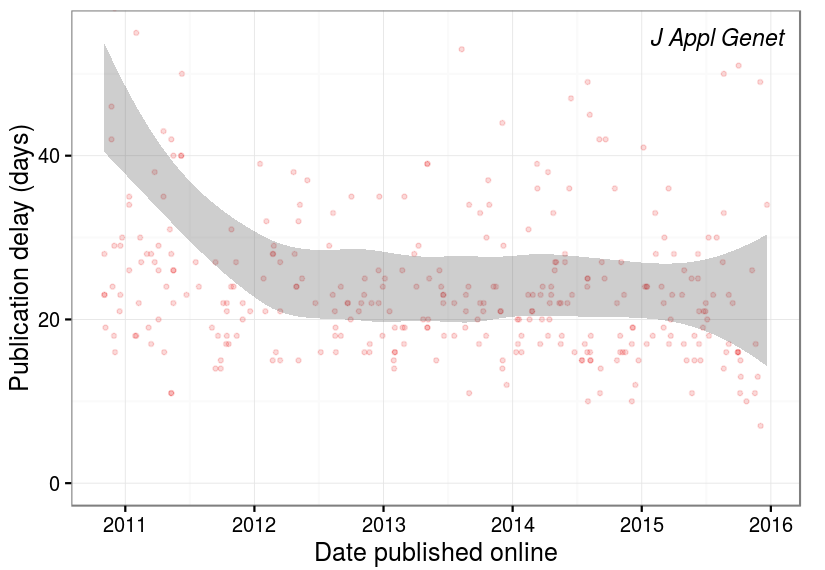 J Appl Genet
Publication delay (days)
40
20
0
2011 2012 2013 2014 2015 2016
Date published online